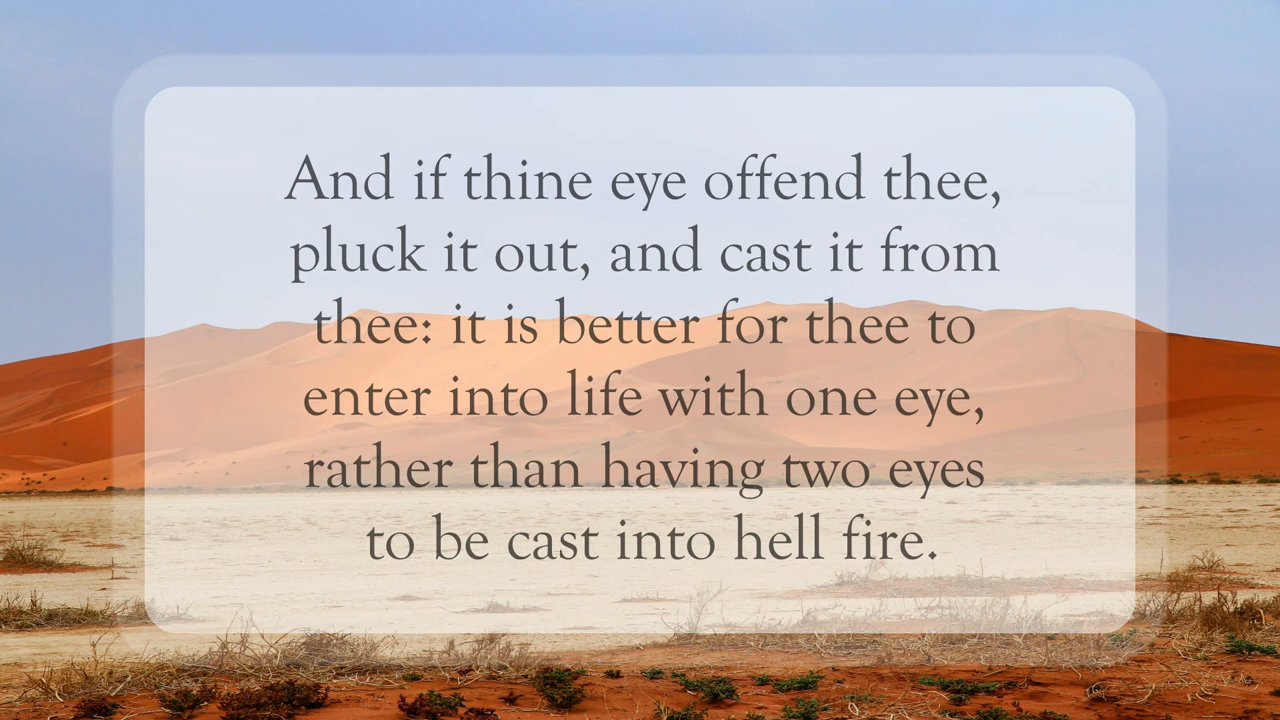 And if thine eye offend thee,
pluck it out, and cast it from
thee: it is better for thee to
enter into life with one eye,
rather than having two eyes
to be cast into hell fire.